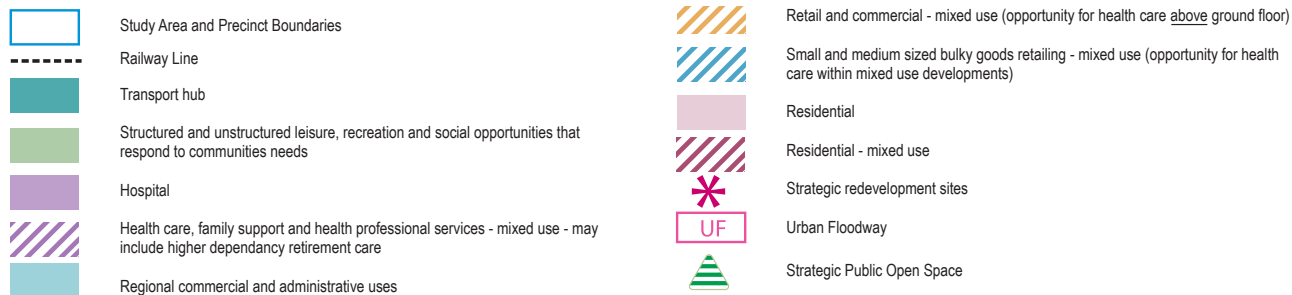 Study Area and Precinct Boundaries
Railway Line
Transport hub
Structured and unstructured leisure, recreation and social opportunities that
respond to communities needs
Hospital
Health care, family support and health professional services - mixed use - may
include higher dependancy retirement care
Regional commercial and administrative uses
Retail and commercial - mixed use (opportunity for health care above ground floor)
Small and medium sized bulky goods retailing - mixed use (opportunity for health
care within mixed use developments)
Residential
Residential - mixed use
Strategic redevelopment sites
UF Urban Floodway
Strategic Public Open Space